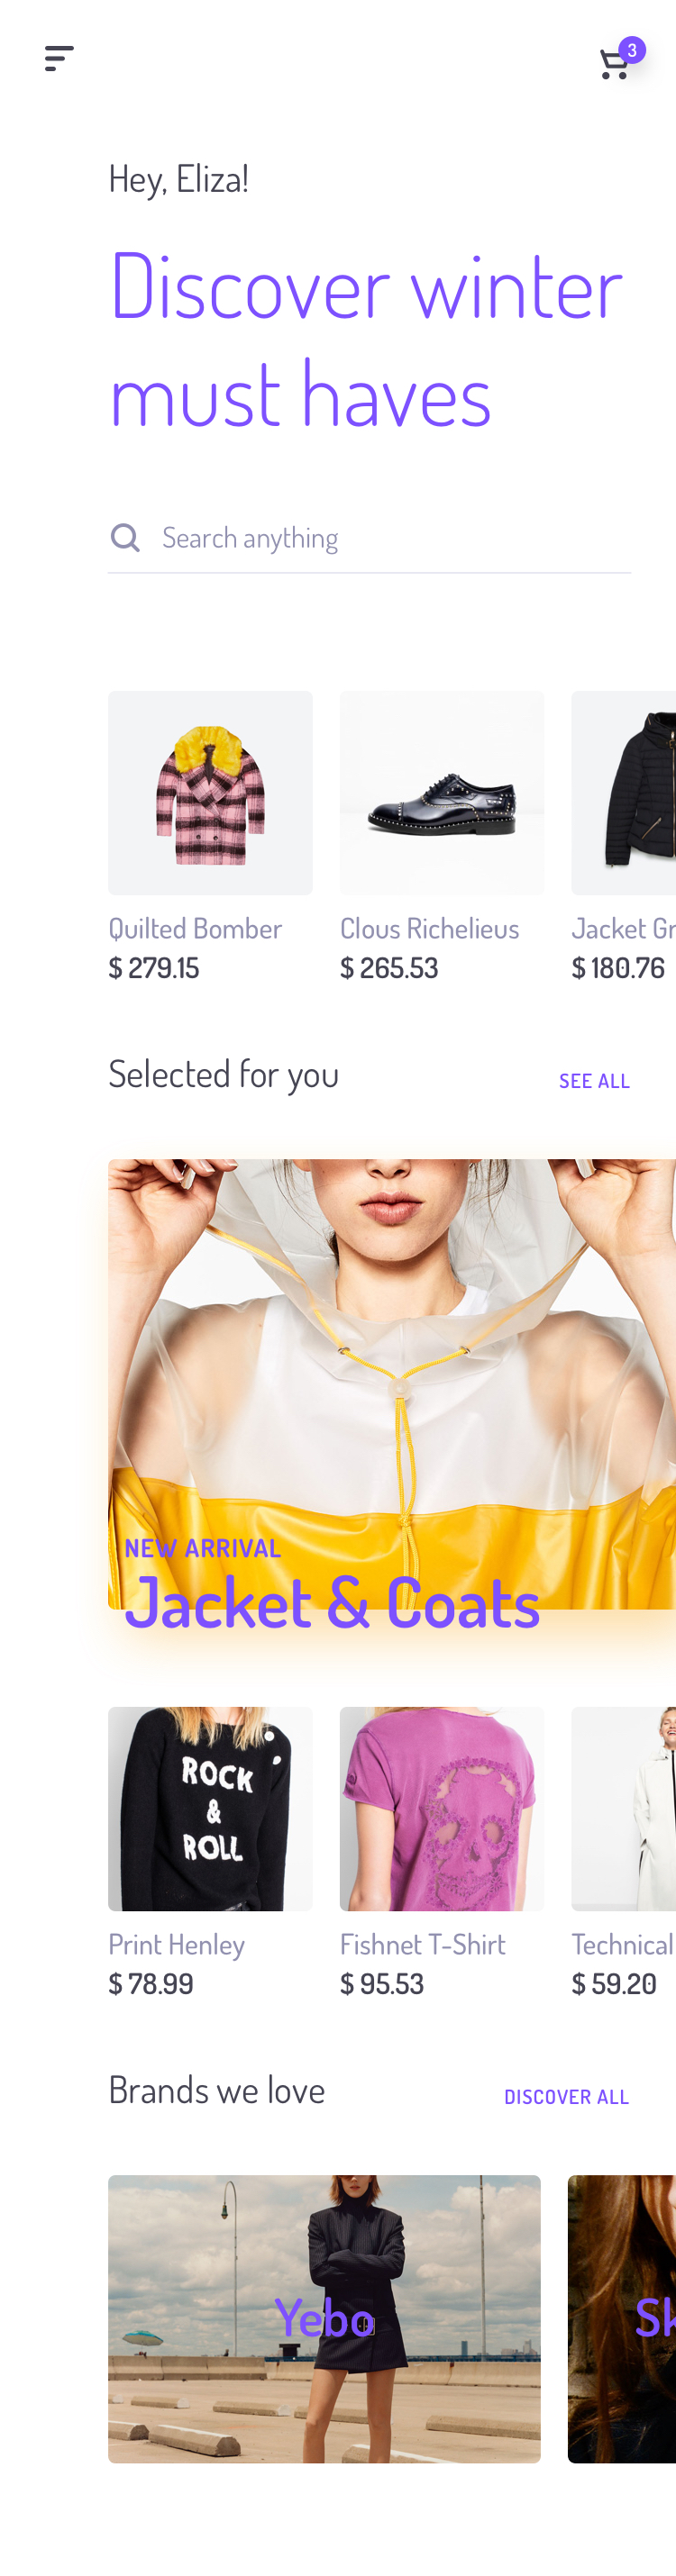 3
Hey, Eliza!
Discover winter
must haves
Search anything
Quilted Bomber
Clous Richelieus
Jacket Gr
$ 279.15
$ 265.53
$ 180.76
Selected for you
SEE ALL
NEW ARRIVAL
Jacket & Coats
ROCK
&
ROLL
Print Henley
Fishnet T-Shirt
Technical
$ 78.99
$ 95.53
$ 59.20
Brands we love
DISCOVER ALL
Yebo
Sk